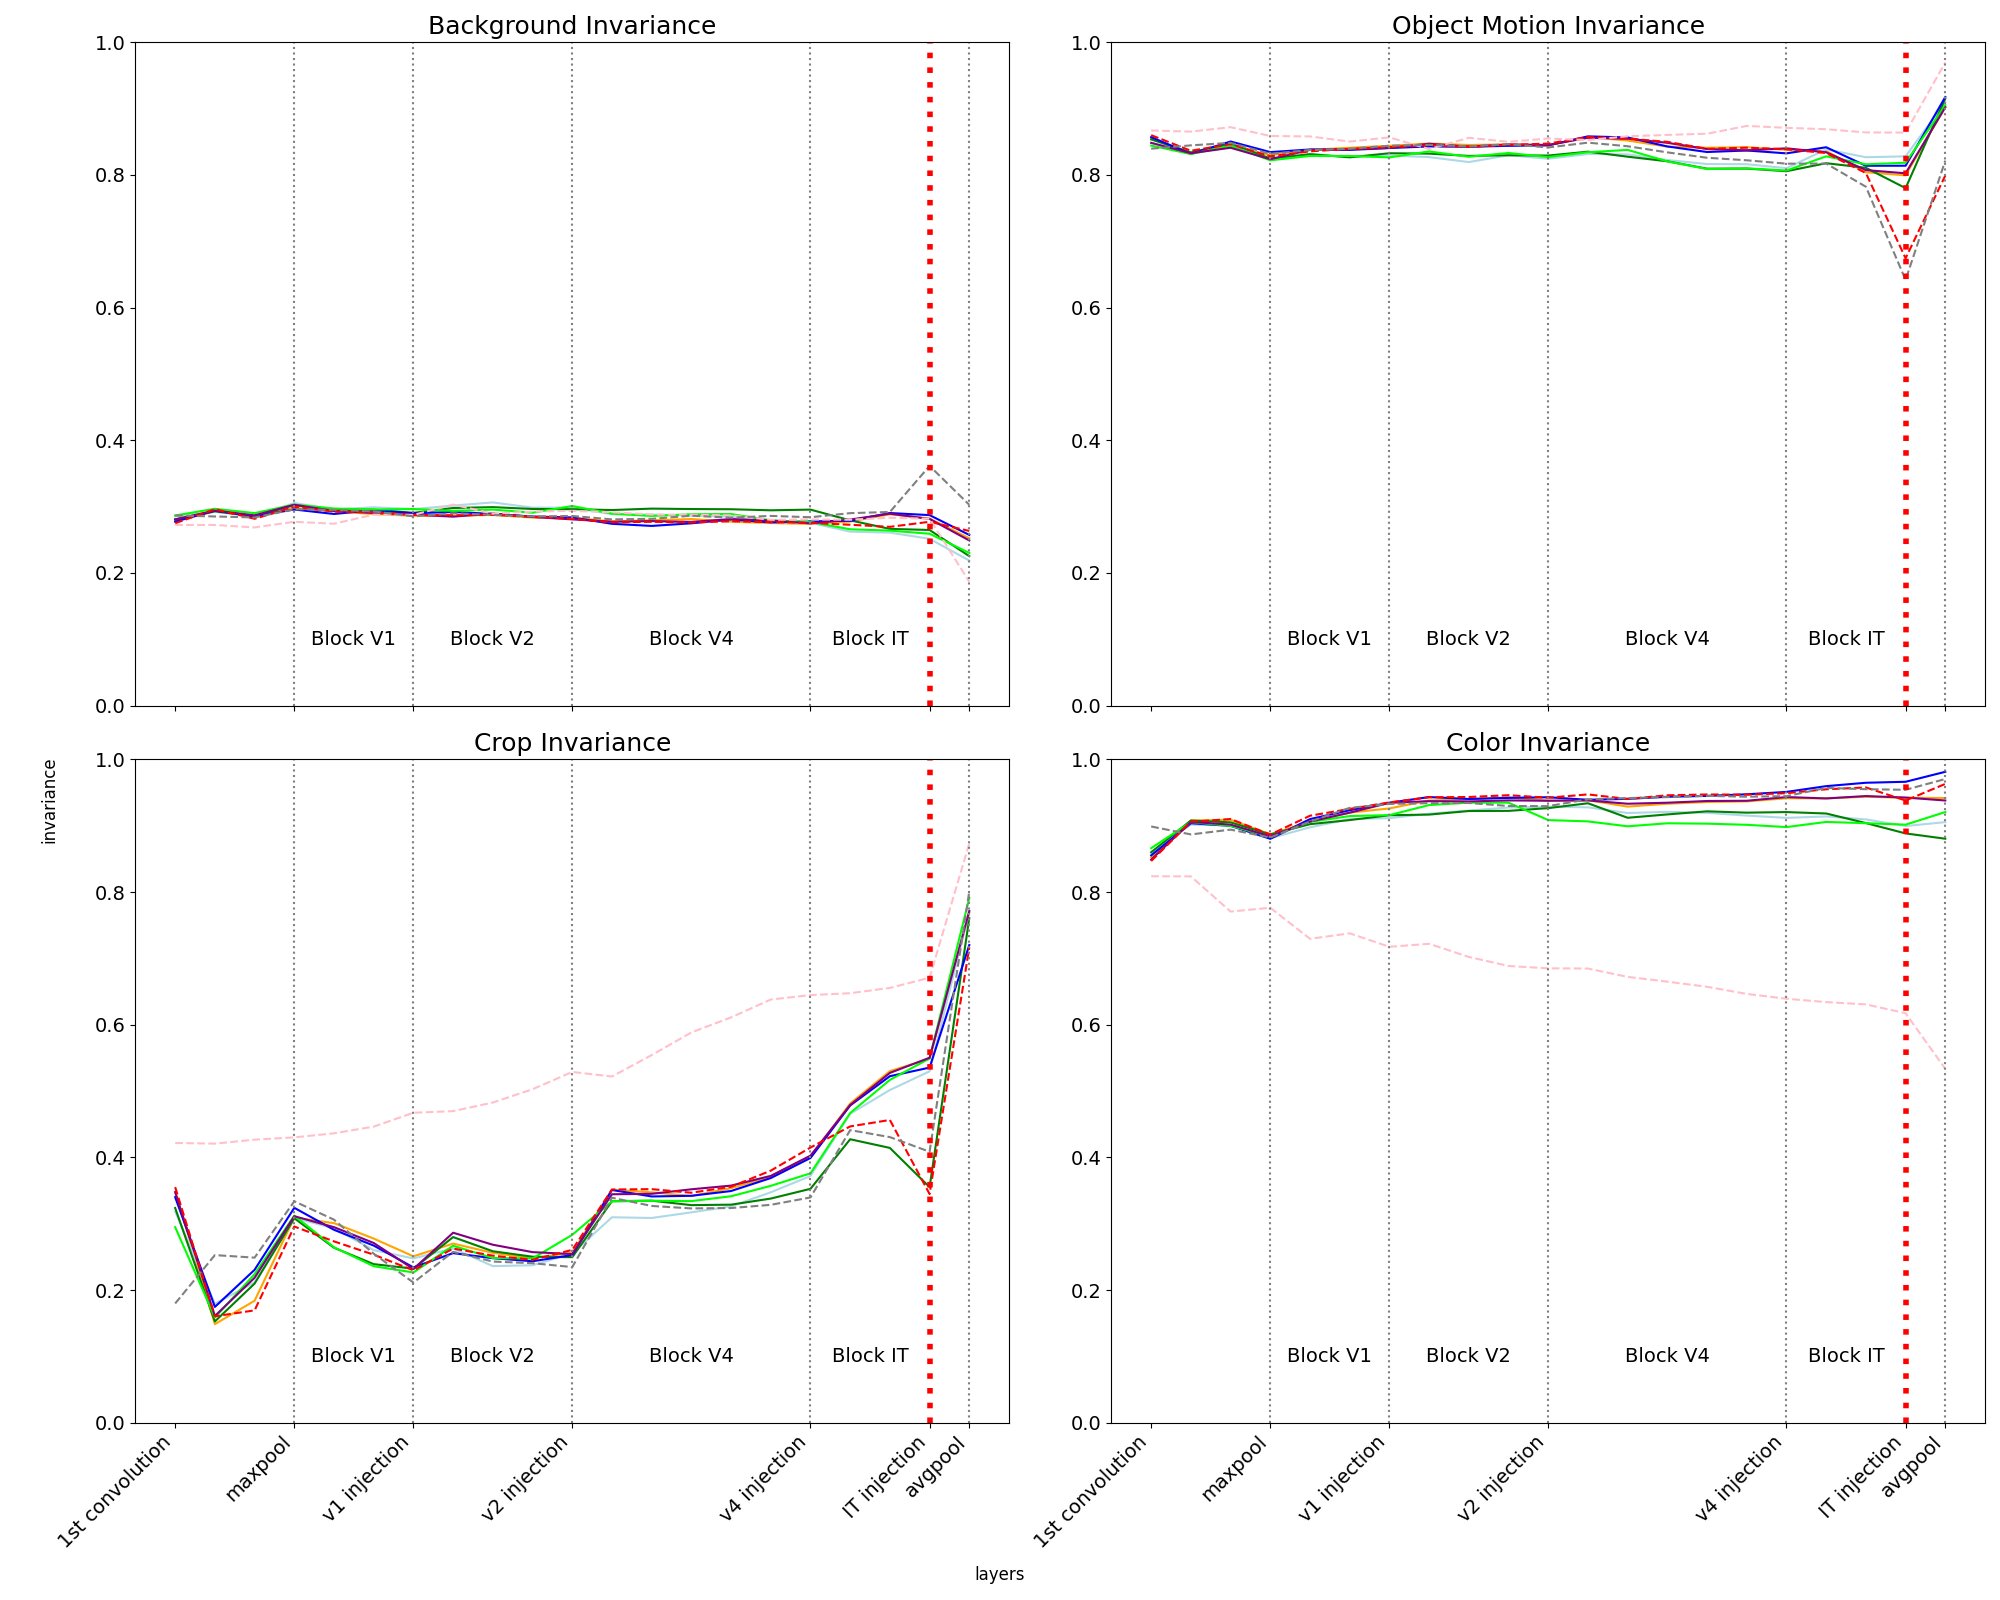 Background Invariance
Object Motion Invariance
1.0
0.8
0.6
0.4
0.2
0.0
Block V1
Block V2
Block V4
Block IT
1.0
0.8
0.6
0.4
0.2
0.0
Block V1
Block V2
Block V4
Block IT
invariance
Crop Invariance
Color Invariance
1.0
0.8
0.6
0.4
0.2
0.0
Block V1
Block V2
Block V4
Block IT
1st convolution
maxpool
v1 injection
v2 injection
v4 injection
IT injection
avgpool
1.0
0.8
0.6
0.4
0.2
0.0
Block V1
Block V2
Block V4
Block IT
1st convolution
maxpool
v1 injection
v2 injection
v4 injection
IT injection
avgpool
layers